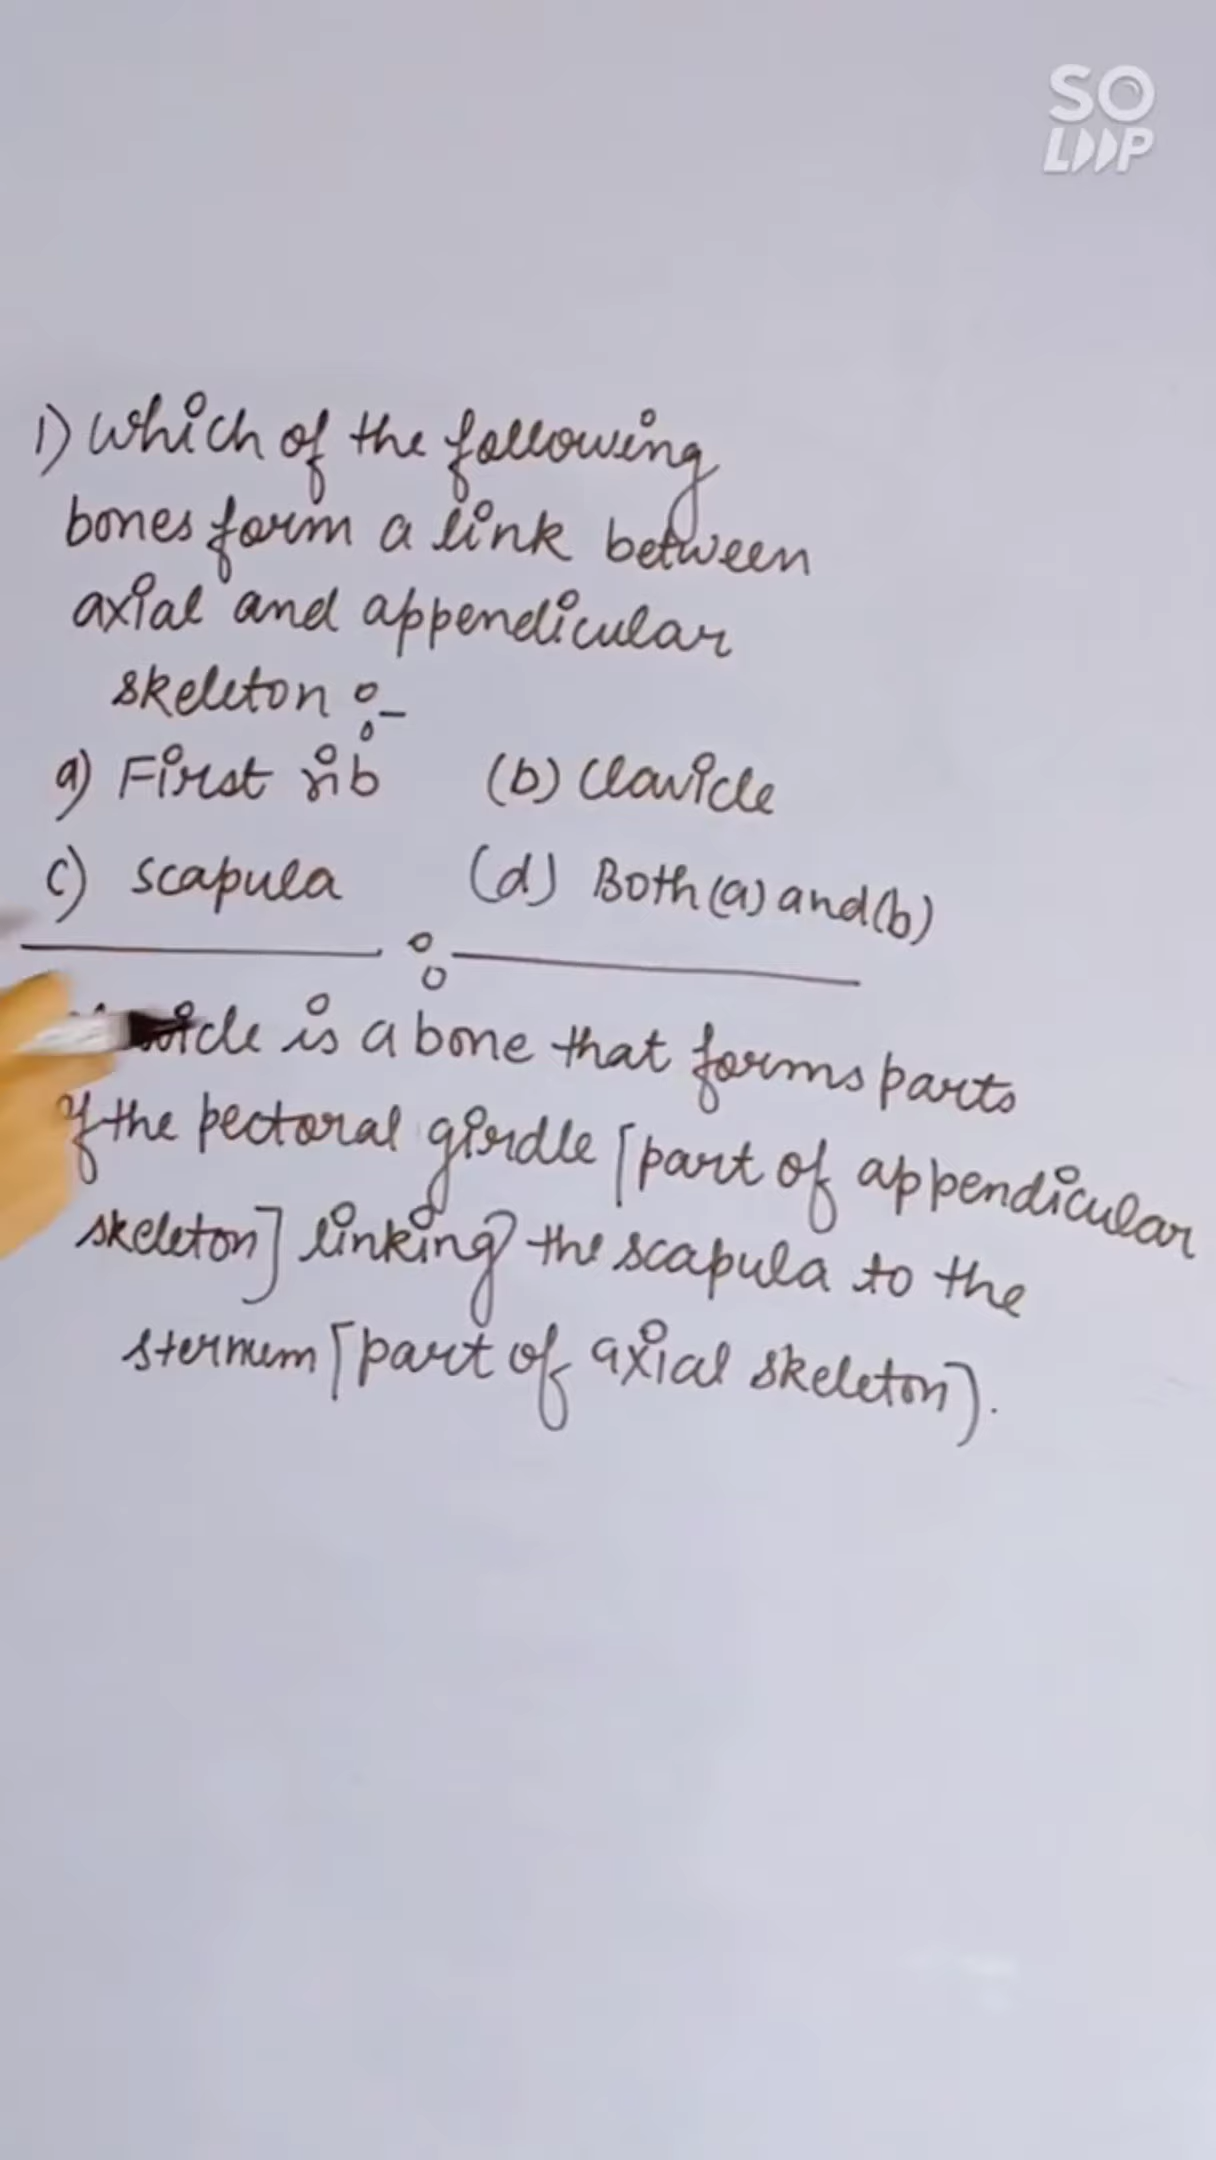 SO
LOOP
1) Which of the following
bones form a link between
axial and appendicular
skeleton :-
a) First rib (b) Clavicle
c) scapula (d) Both (a) and (b)
is a bone that forms parts
of the pectoral girdle [part of appendicular
skeleton] linking the scapula to the
sternum [part of axial skeleton].